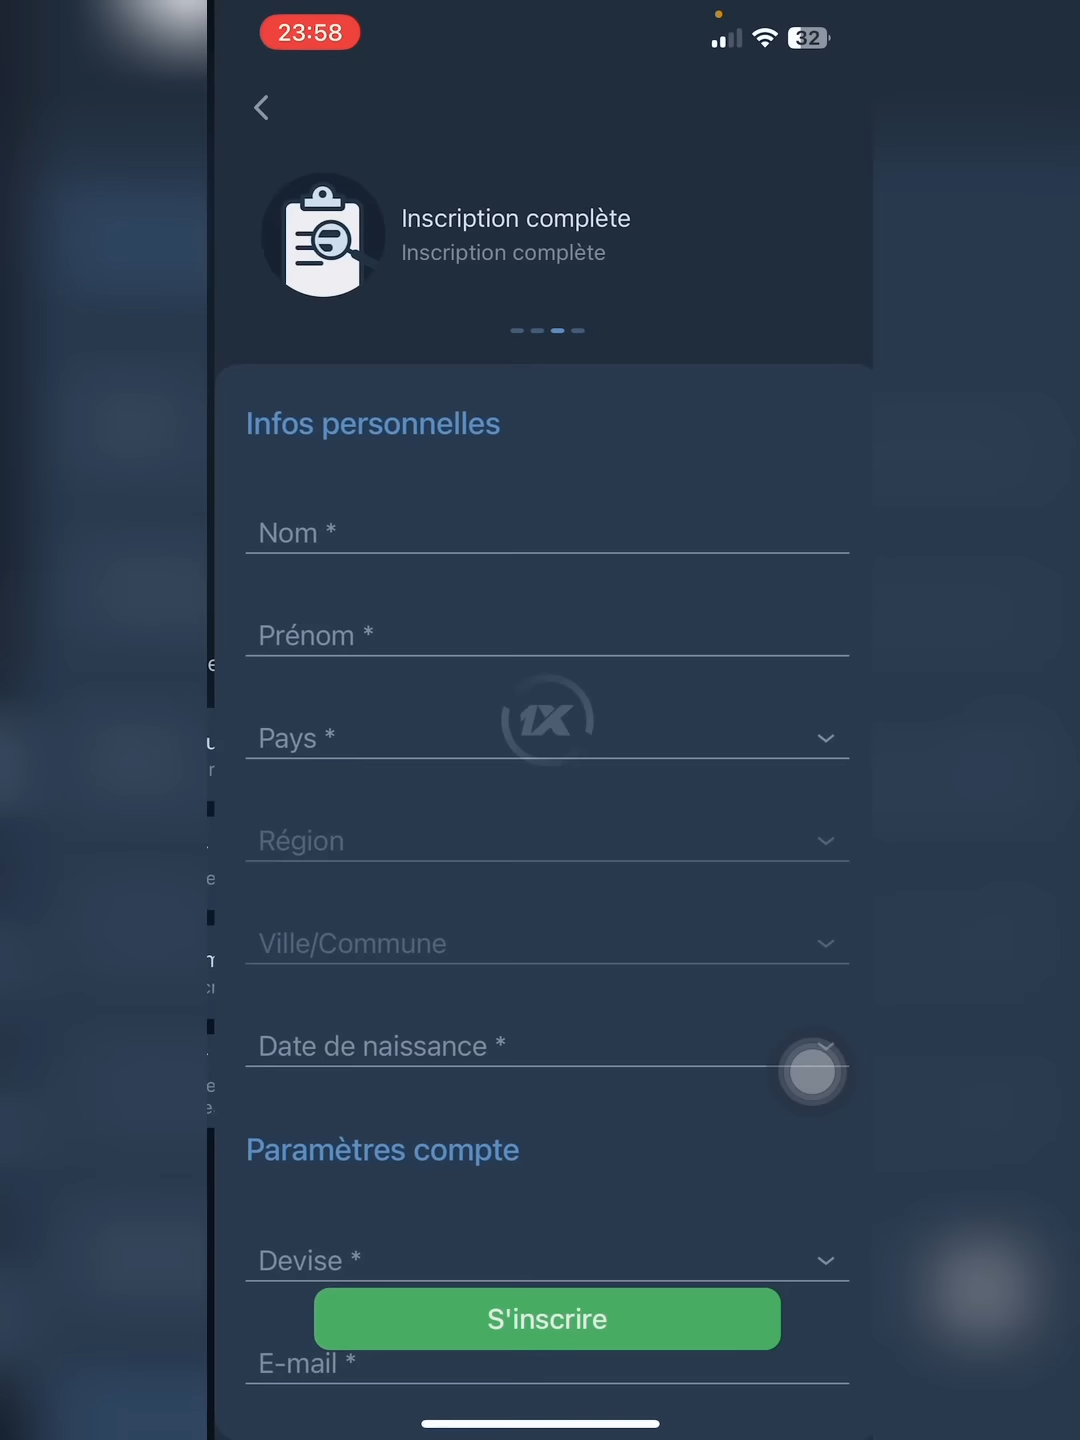 23:58
32
Inscription complète
Inscription complète
Infos personnelles
Nom *
Prénom *
1X
Pays *
Région
Ville/Commune
Date de naissance *
Paramètres compte
Devise *
S'inscrire
E-mail *